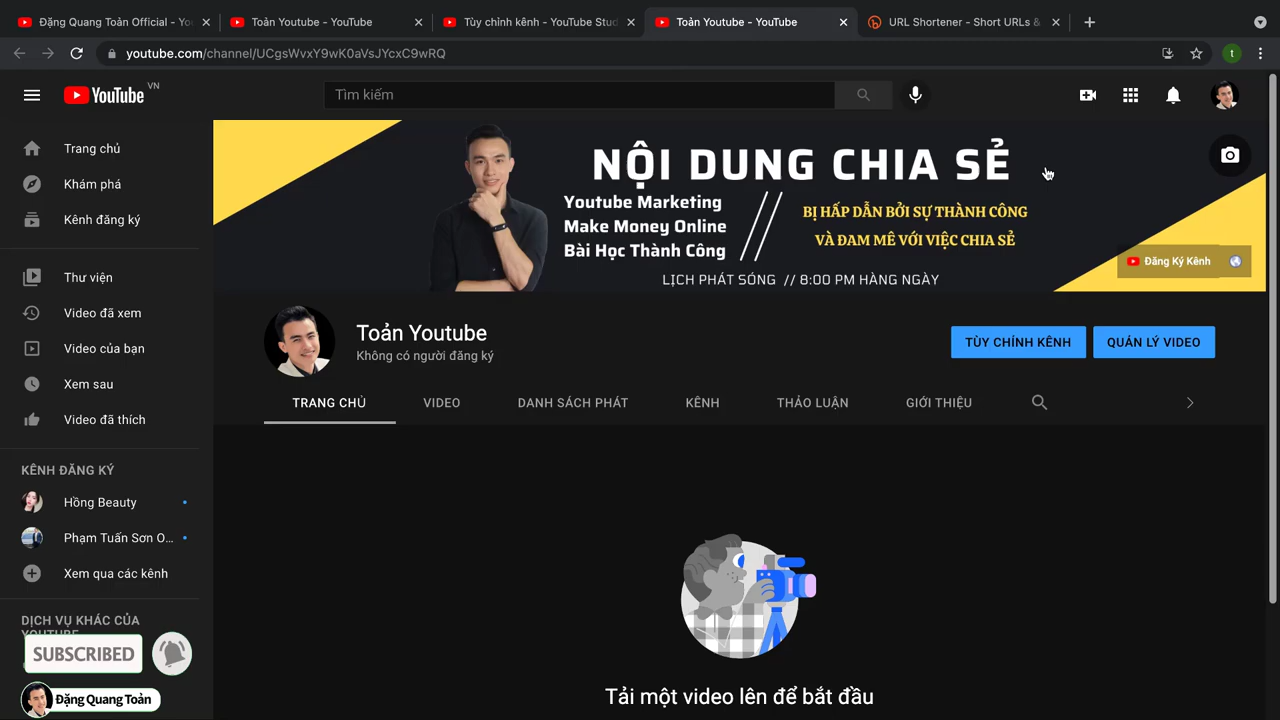 Đặng Quang Toản Official - You
Toản Youtube - YouTube
Tùy chỉnh kênh - YouTube Stud
Toản Youtube - YouTube
URL Shortener - Short URLs &
youtube.com/channel/UCgsWvxY9wK0aVsJYcxC9wRQ
t
YouTube VN
Tìm kiếm
Trang chủ
Khám phá
Kênh đăng ký
Thư viện
Video đã xem
Video của bạn
Xem sau
Video đã thích
KÊNH ĐĂNG KÝ
Hồng Beauty
Phạm Tuấn Sơn O...
Xem qua các kênh
DỊCH VỤ KHÁC CỦA
YOUTUBE
SUBSCRIBED
Đặng Quang Toản
NỘI DUNG CHIA SẺ
Youtube Marketing
Make Money Online
Bài Học Thành Công
BỊ HẤP DẪN BỞI SỰ THÀNH CÔNG
VÀ ĐAM MÊ VỚI VIỆC CHIA SẺ
LỊCH PHÁT SÓNG // 8:00 PM HÀNG NGÀY
Đăng Ký Kênh
Toản Youtube
Không có người đăng ký
TÙY CHỈNH KÊNH
QUẢN LÝ VIDEO
TRANG CHỦ
VIDEO
DANH SÁCH PHÁT
KÊNH
THẢO LUẬN
GIỚI THIỆU
Tải một video lên để bắt đầu